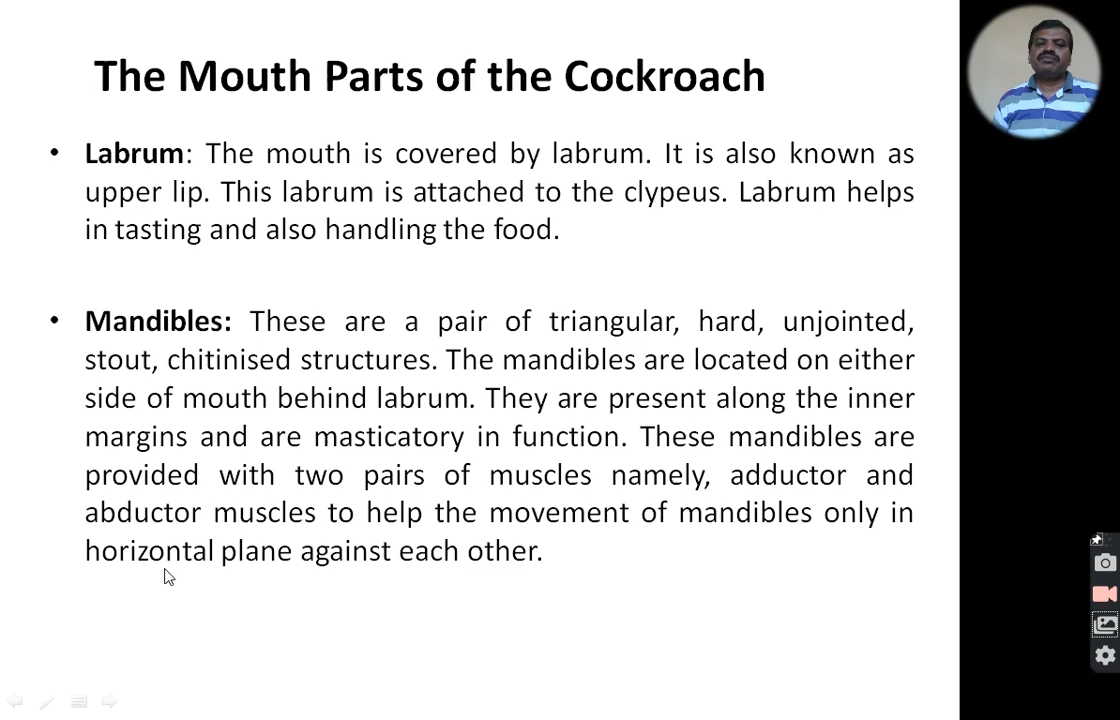 The Mouth Parts of the Cockroach
• Labrum: The mouth is covered by labrum. It is also known as
upper lip. This labrum is attached to the clypeus. Labrum helps
in tasting and also handling the food.
• Mandibles: These are a pair of triangular, hard, unjointed,
stout, chitinised structures. The mandibles are located on either
side of mouth behind labrum. They are present along the inner
margins and are masticatory in function. These mandibles are
provided with two pairs of muscles namely, adductor and
abductor muscles to help the movement of mandibles only in
horizontal plane against each other.